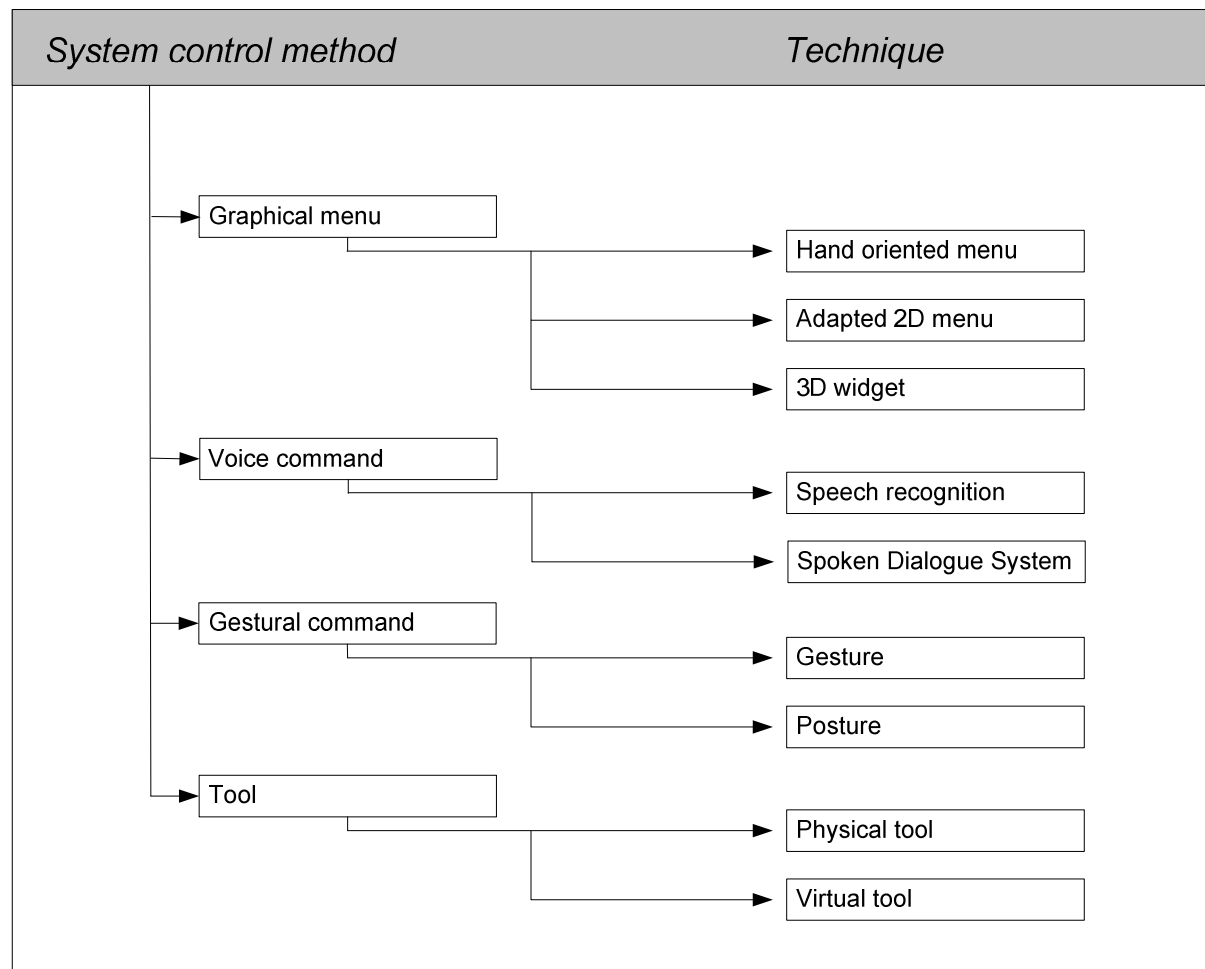 System control method
Technique
Graphical menu
Hand oriented menu
Adapted 2D menu
3D widget
Voice command
Speech recognition
Spoken Dialogue System
Gestural command
Gesture
Posture
Tool
Physical tool
Virtual tool